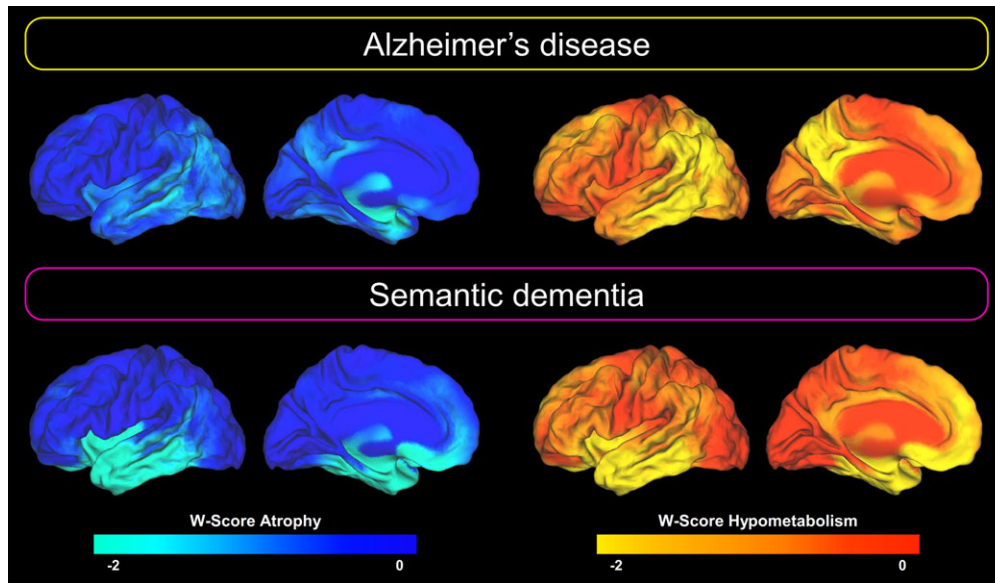 Alzheimer’s disease
Semantic dementia
W-Score Atrophy
W-Score Hypometabolism
-2 0
-2 0